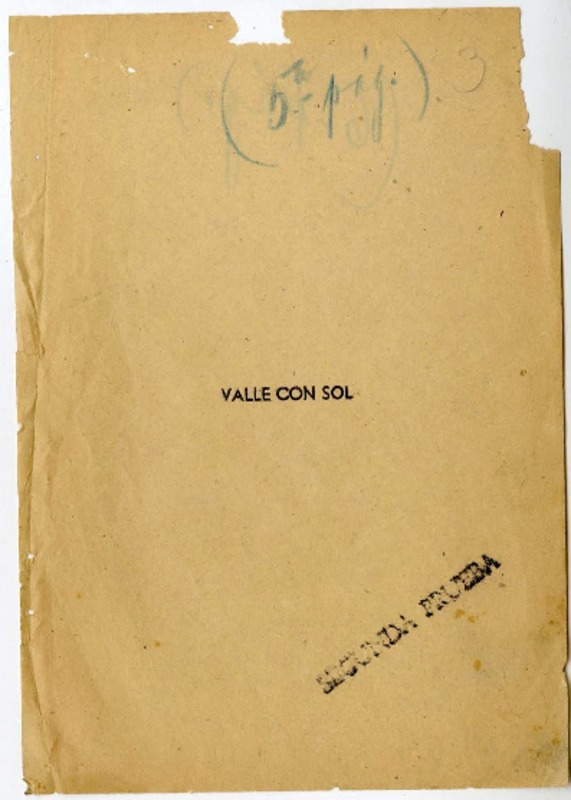 (5ª pág.) 3
VALLE CON SOL
SEGUNDA PRUEBA